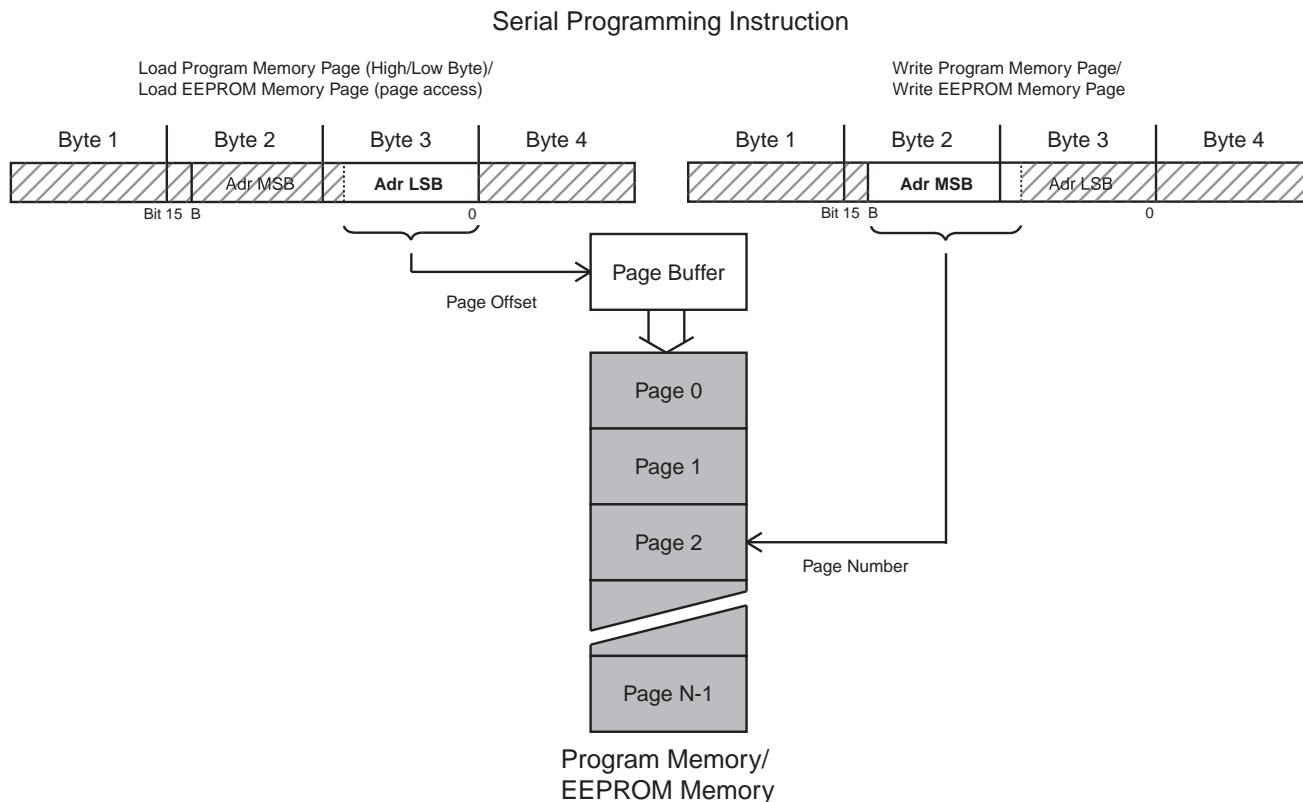 Serial Programming Instruction
Load Program Memory Page (High/Low Byte)/
Load EEPROM Memory Page (page access)
Write Program Memory Page/
Write EEPROM Memory Page
Byte 1 Byte 2 Byte 3 Byte 4
Byte 1 Byte 2 Byte 3 Byte 4
Adr MSB Adr LSB
Adr MSB Adr LSB
Bit 15 B 0
Bit 15 B 0
Page Buffer
Page Offset
Page 0
Page 1
Page 2
Page Number
Page N-1
Program Memory/
EEPROM Memory